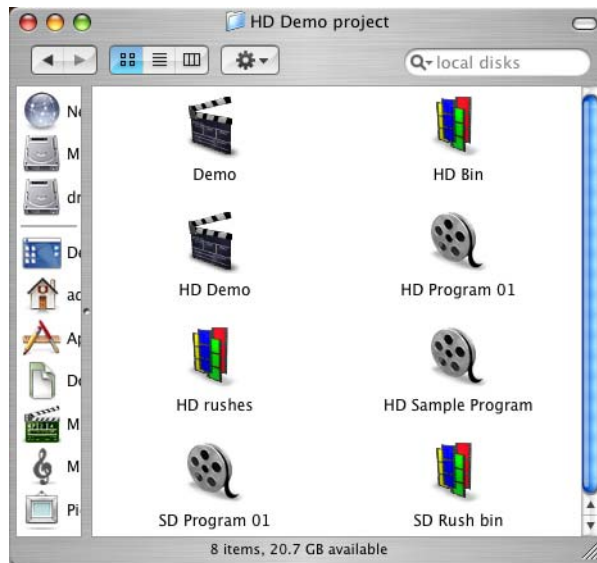 HD Demo project
local disks
Demo
HD Bin
HD Demo
HD Program 01
HD rushes
HD Sample Program
SD Program 01
SD Rush bin
8 items, 20.7 GB available